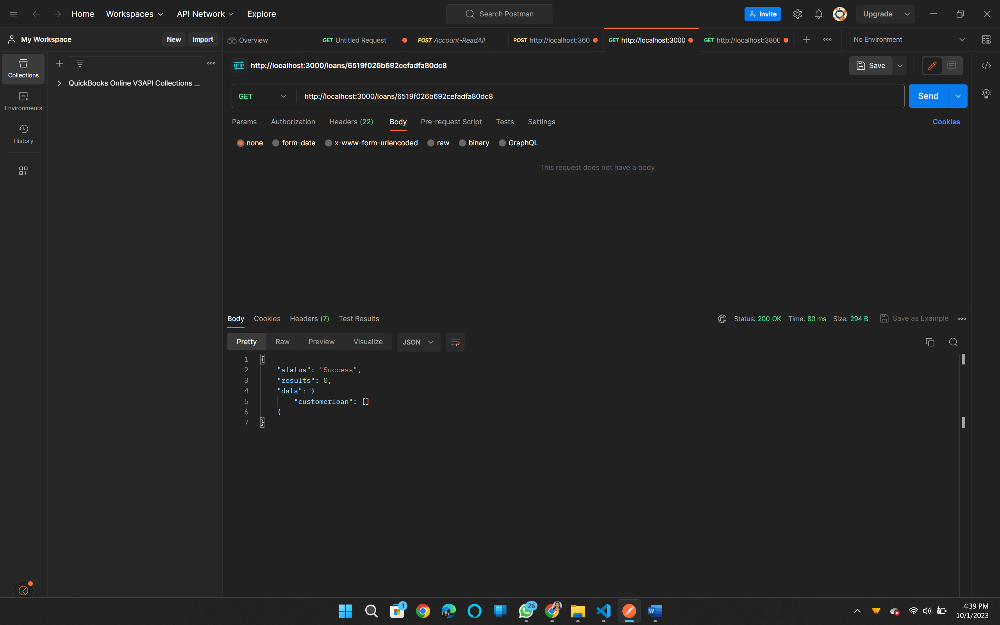 Home Workspaces API Network Explore Search Postman Invite Upgrade
My Workspace New Import Overview GET Untitled Request POST Account-ReadAll POST http://localhost:360 GET http://localhost:3000 GET http://localhost:3800 No Environment
Collections
Environments
History
QuickBooks Online V3API Collections ...
HTTP http://localhost:3000/loans/6519f026b692cefadfa80dc8 Save
GET http://localhost:3000/loans/6519f026b692cefadfa80dc8 Send
Params Authorization Headers (22) Body Pre-request Script Tests Settings Cookies
none form-data x-www-form-urlencoded raw binary GraphQL
This request does not have a body
Body Cookies Headers (7) Test Results Status: 200 OK Time: 80 ms Size: 294 B Save as Example
Pretty Raw Preview Visualize JSON
1 {
2 "status": "Success",
3 "results": 0,
4 "data": {
5 "customerloan": []
6 }
7 }
1 26 W 4:39 PM
10/1/2023